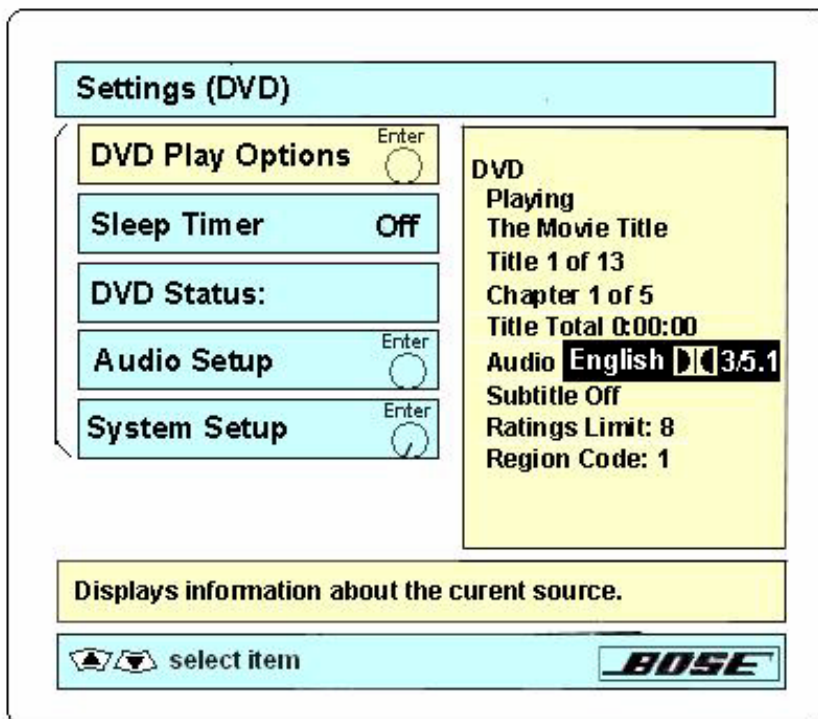 Settings (DVD)
DVD Play Options Enter
Sleep Timer Off
DVD Status:
Audio Setup Enter
System Setup Enter
DVD
Playing
The Movie Title
Title 1 of 13
Chapter 1 of 5
Title Total 0:00:00
Audio English 3/5.1
Subtitle Off
Ratings Limit: 8
Region Code: 1
Displays information about the curent source.
select item
BOSE